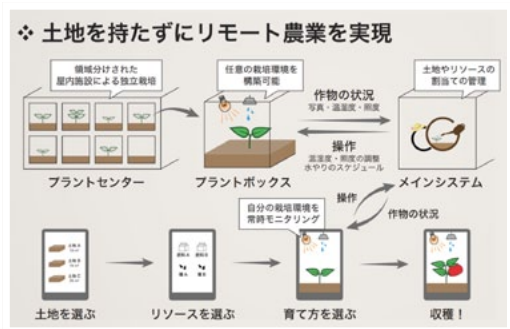 ❖ 土地を持たずにリモート農業を実現
領域分けされた
屋内施設による独立栽培
任意の栽培環境を
構築可能
土地やリソースの
割当ての管理
作物の状況
写真・温湿度・照度
操作
温湿度・照度の調整
水やりのスケジュール
プラントセンター
プラントボックス
メインシステム
自分の栽培環境を
常時モニタリング
操作
作物の状況
土地を選ぶ
リソースを選ぶ
育て方を選ぶ
収穫！